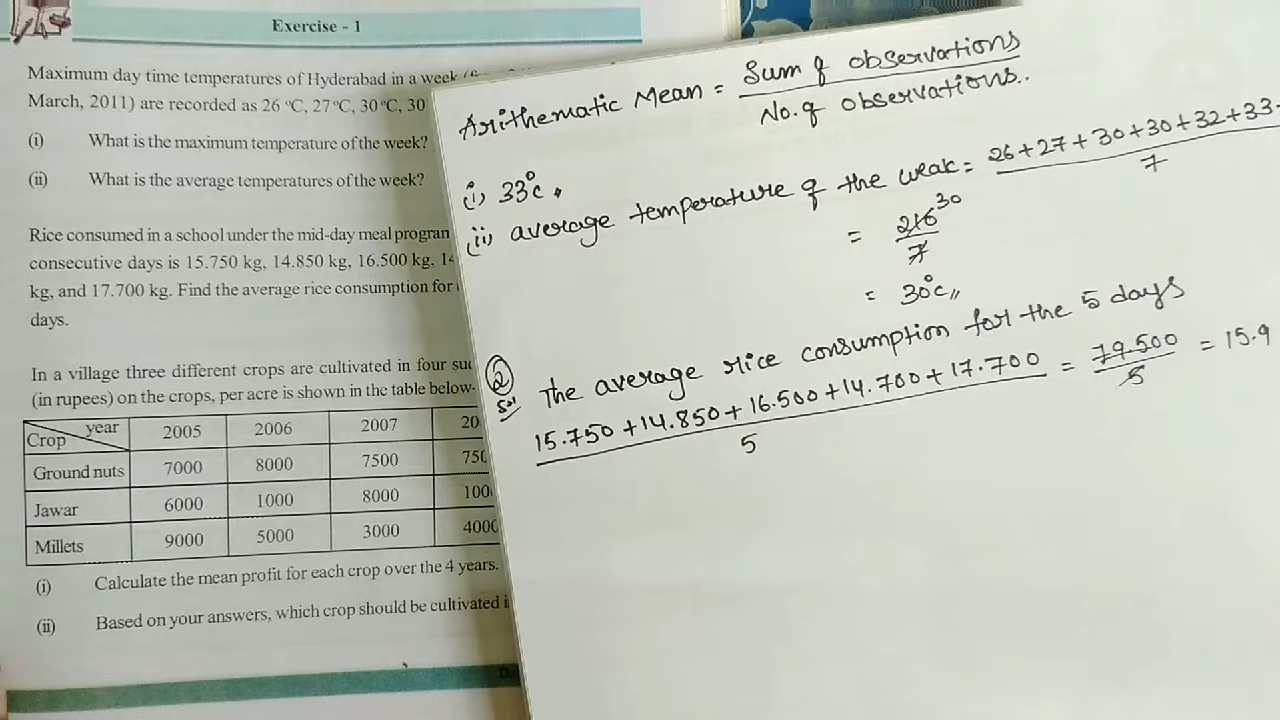 Exercise - 1
Maximum day time temperatures of Hyderabad in a week
March, 2011) are recorded as 26 °C, 27 °C, 30 °C, 30
(i) What is the maximum temperature of the week?
(ii) What is the average temperatures of the week?
Rice consumed in a school under the mid-day meal progran
consecutive days is 15.750 kg, 14.850 kg, 16.500 kg,
kg, and 17.700 kg. Find the average rice consumption for
days.
In a village three different crops are cultivated in four suc
(in rupees) on the crops, per acre is shown in the table below-
Crop year 2005 2006 2007 20
Ground nuts 7000 8000 7500 750
Jawar 6000 1000 8000 100
Millets 9000 5000 3000 4000
(i) Calculate the mean profit for each crop over the 4 years.
(ii) Based on your answers, which crop should be cultivated i
Arithematic Mean = Sum of observations
No. of observations..
(i) 33°c.
(ii) average temperature of the weak = 26+27+30+30+32+33
7
= 216 30
7
= 30°c,,
② The average rice consumption for the 5 days
Sol
15.750 +14.850 + 16.500 +14.700 + 17.700 = 79.500 = 15.9
5 5